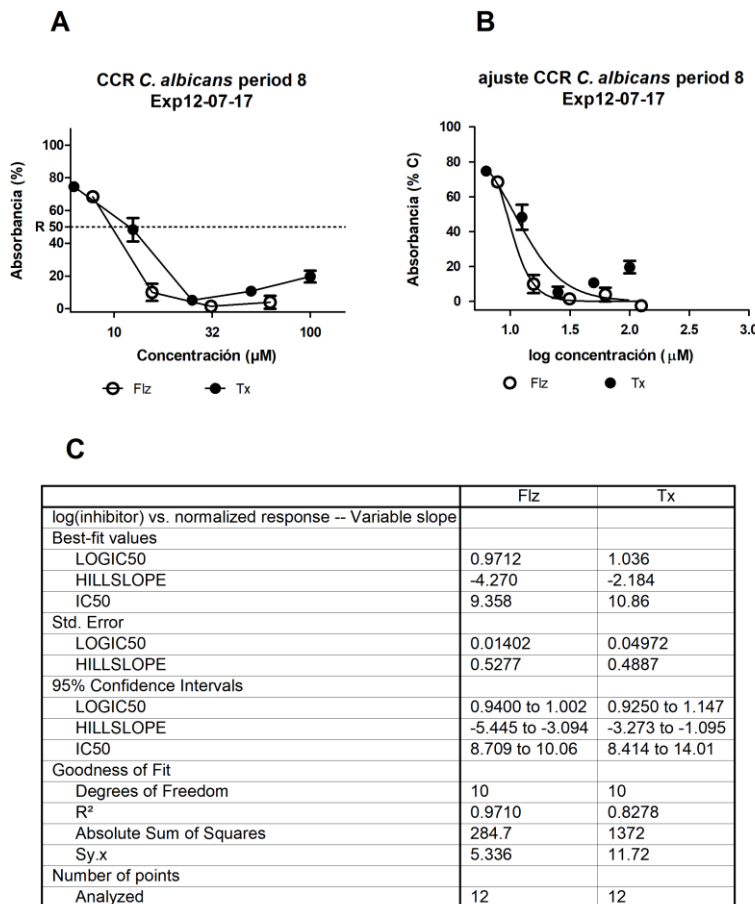 A
CCR C. albicans period 8
Exp12-07-17
Absorbancia (%)
100
80
60
R 50
40
20
0
10 32 100
Concentración (µM)
Flz Tx
B
ajuste CCR C. albicans period 8
Exp12-07-17
Absorbancia (% C)
100
80
60
40
20
0
1.0 1.5 2.0 2.5 3.0
log concentración (µM)
Flz Tx
C
Flz Tx
log(inhibitor) vs. normalized response -- Variable slope
Best-fit values
LOGIC50 0.9712 1.036
HILLSLOPE -4.270 -2.184
IC50 9.358 10.86
Std. Error
LOGIC50 0.01402 0.04972
HILLSLOPE 0.5277 0.4887
95% Confidence Intervals
LOGIC50 0.9400 to 1.002 0.9250 to 1.147
HILLSLOPE -5.445 to -3.094 -3.273 to -1.095
IC50 8.709 to 10.06 8.414 to 14.01
Goodness of Fit
Degrees of Freedom 10 10
R² 0.9710 0.8278
Absolute Sum of Squares 284.7 1372
Sy.x 5.336 11.72
Number of points
Analyzed 12 12